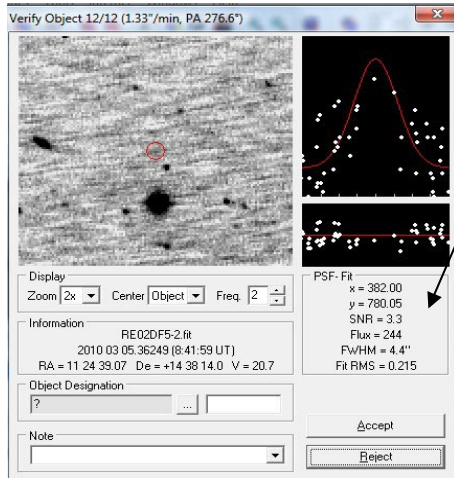 Verify Object 12/12 (1.33"/min, PA 276.6°)
Display
Zoom 2x Center Object Freq. 2
Information
RE02DF5-2.fit
2010 03 05.36249 (8:41:59 UT)
RA = 11 24 39.07 De = +14 38 14.0 V = 20.7
Object Designation
?
...
Note
PSF- Fit
x = 382.00
y = 780.05
SNR = 3.3
Flux = 244
FWHM = 4.4"
Fit RMS = 0.215
Accept
Reject